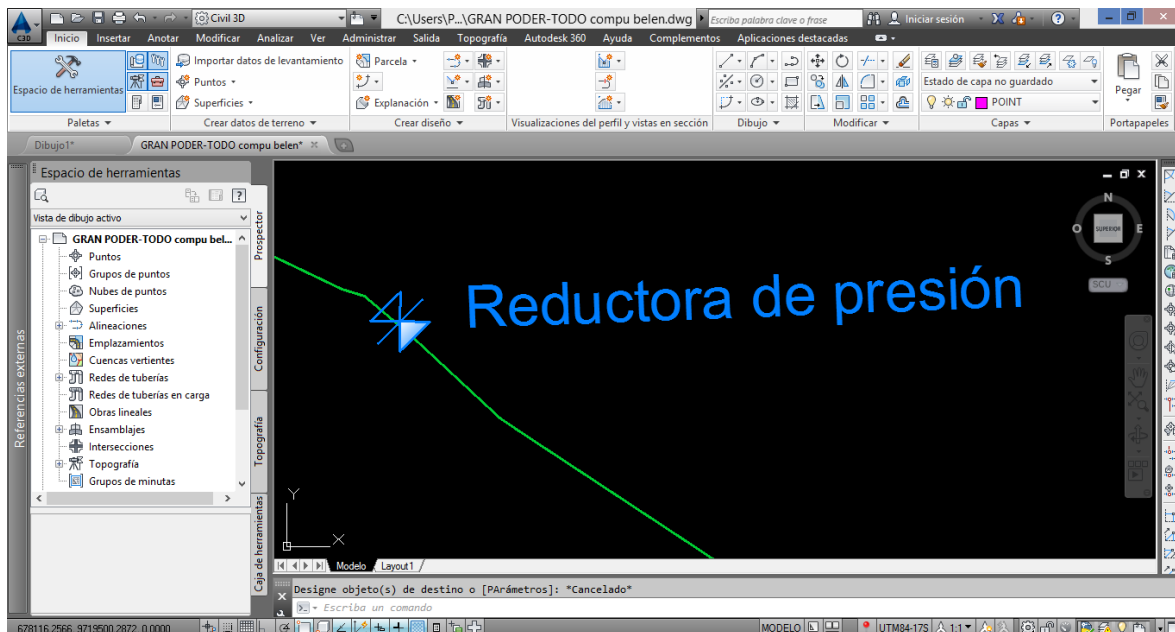 Civil 3D
C:\Users\P...\GRAN PODER-TODO compu belen.dwg
Escriba palabra clave o frase
Iniciar sesión
C3D
Inicio Insertar Anotar Modificar Analizar Ver Administrar Salida Topografía Autodesk 360 Ayuda Complementos Aplicaciones destacadas
Espacio de herramientas
Importar datos de levantamiento
Puntos
Superficies
Parcela
Explanación
Estado de capa no guardado
POINT
Pegar
Paletas
Crear datos de terreno
Crear diseño
Visualizaciones del perfil y vistas en sección
Dibujo
Modificar
Capas
Portapapeles
Dibujo1*
GRAN PODER-TODO compu belen*
Espacio de herramientas
Vista de dibujo activo
GRAN PODER-TODO compu bel...
Puntos
Grupos de puntos
Nubes de puntos
Superficies
Alineaciones
Emplazamientos
Cuencas vertientes
Redes de tuberías
Redes de tuberías en carga
Obras lineales
Ensamblajes
Intersecciones
Topografía
Grupos de minutas
Referencias externas
Prospector
Configuración
Topografía
Caja de herramientas
Reductora de presión
N
O
SUPERIOR
E
S
SCU
Y
X
Modelo
Layout1
Designe objeto(s) de destino o [PArámetros]: *Cancelado*
Escriba un comando
678116.2566, 9719500.2872, 0.0000
MODELO
UTM84-17S
1:1